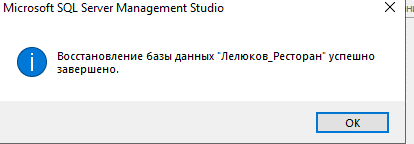 Microsoft SQL Server Management Studio
Восстановление базы данных "Лелюков_Ресторан" успешно
завершено.
OK